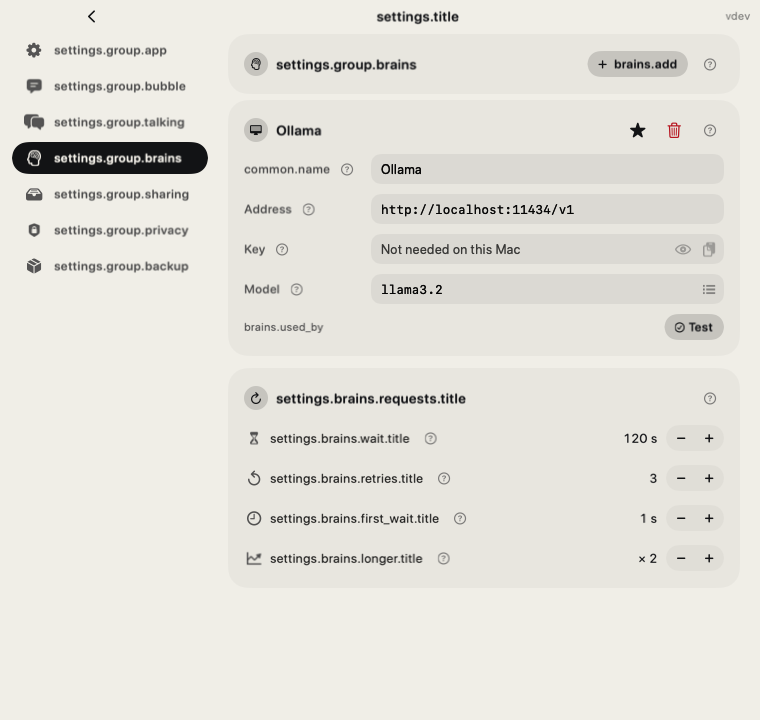 settings.title
vdev
settings.group.app
settings.group.bubble
settings.group.talking
settings.group.brains
settings.group.sharing
settings.group.privacy
settings.group.backup
settings.group.brains
+ brains.add
Ollama
common.name
Ollama
Address
http://localhost:11434/v1
Key
Not needed on this Mac
Model
llama3.2
brains.used_by
Test
settings.brains.requests.title
settings.brains.wait.title
120 s
− +
settings.brains.retries.title
3
− +
settings.brains.first_wait.title
1 s
− +
settings.brains.longer.title
× 2
− +